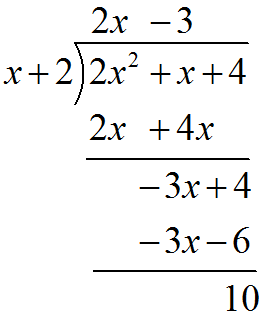 2x - 3
x + 2 ) 2x² + x + 4
2x + 4x
-3x + 4
-3x - 6
10